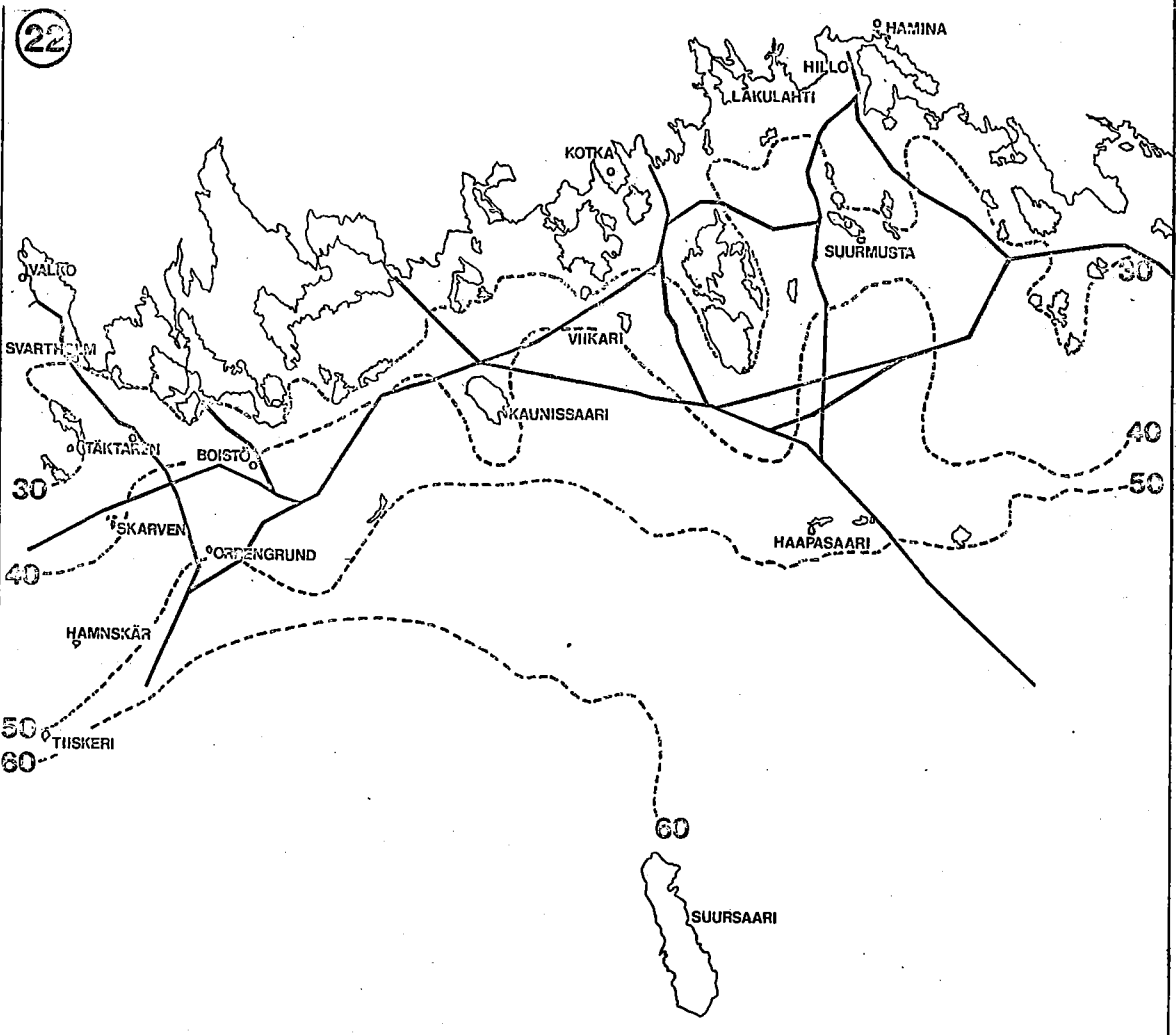 22
HAMINA
HILLO
LAKULAHTI
KOTKA
SUURMUSTA
VALKO
30
SVARTHOLM
VIIKARI
KAUNISSAARI
TÄKTAREN
BOISTÖ
40
30
50
SKARVEN
HAAPASAARI
ORRENGRUND
40
HAMNSKÄR
50
TIISKERI
60
60
SUURSAARI